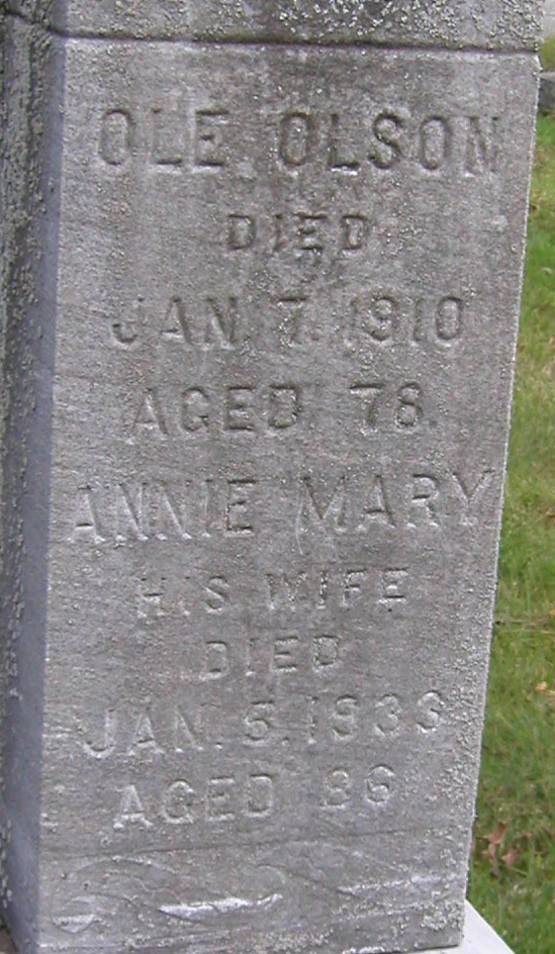 OLE OLSON
DIED
JAN. 7. 1910
AGED 78.
ANNIE MARY
HIS WIFE
DIED
JAN. 5. 1933
AGED 86